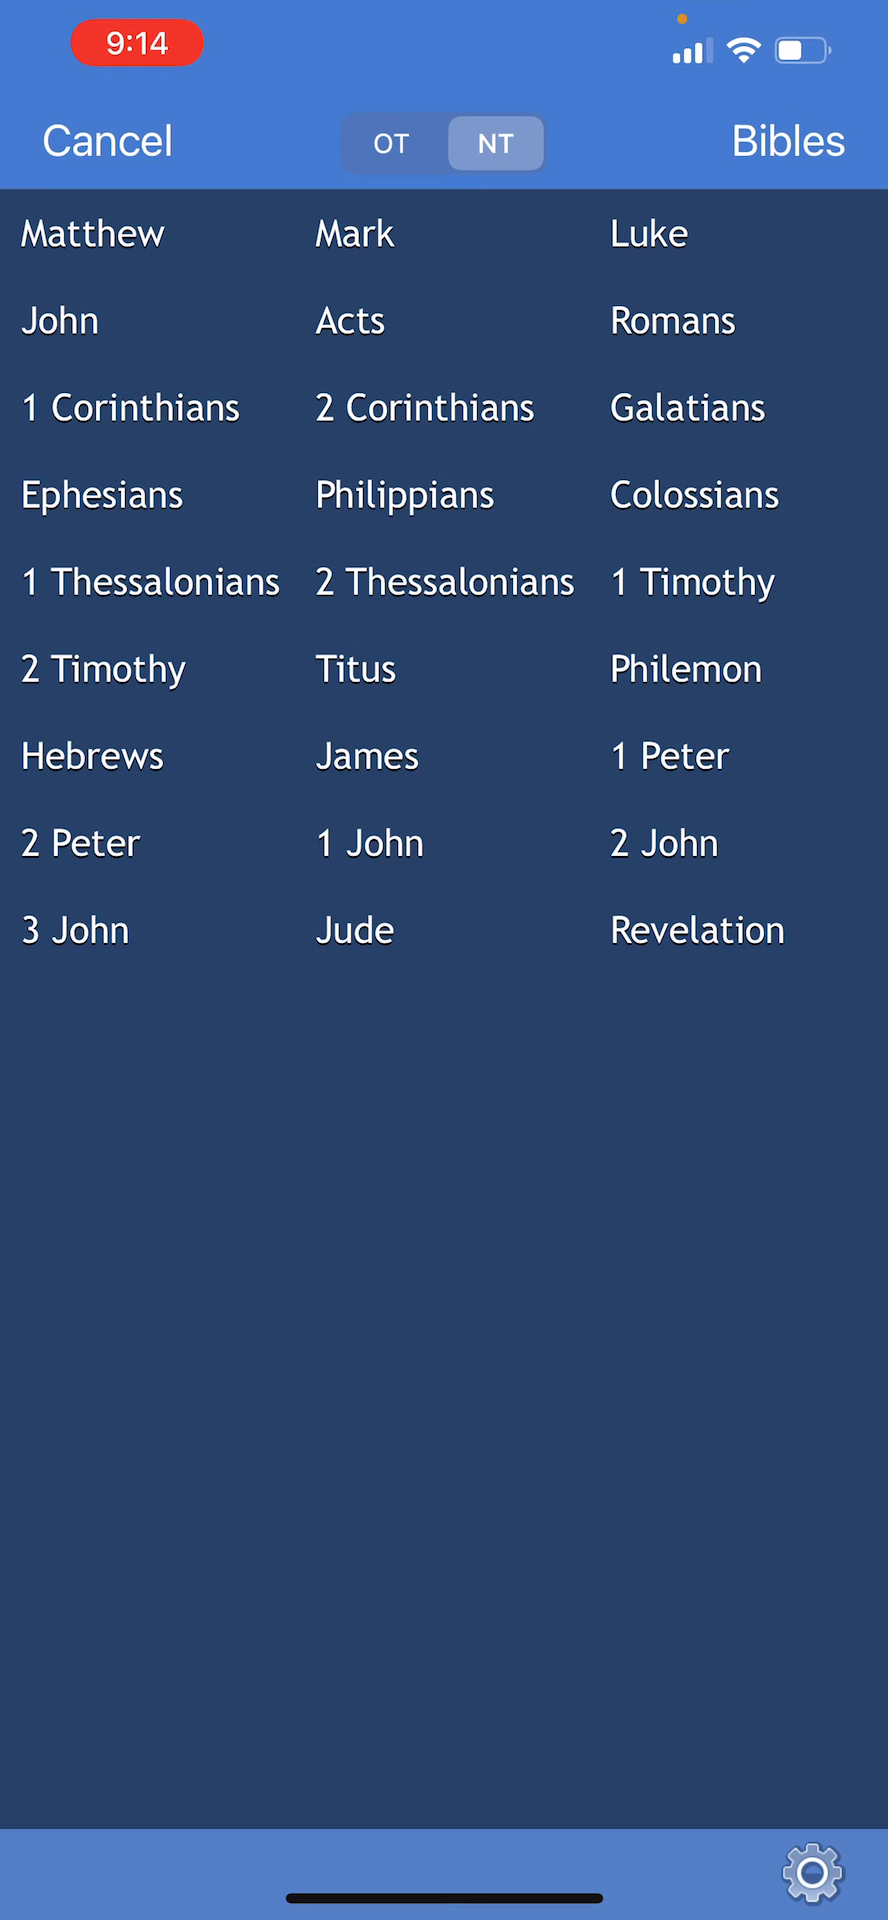 9:14
Cancel OT NT Bibles
Matthew Mark Luke
John Acts Romans
1 Corinthians 2 Corinthians Galatians
Ephesians Philippians Colossians
1 Thessalonians 2 Thessalonians 1 Timothy
2 Timothy Titus Philemon
Hebrews James 1 Peter
2 Peter 1 John 2 John
3 John Jude Revelation